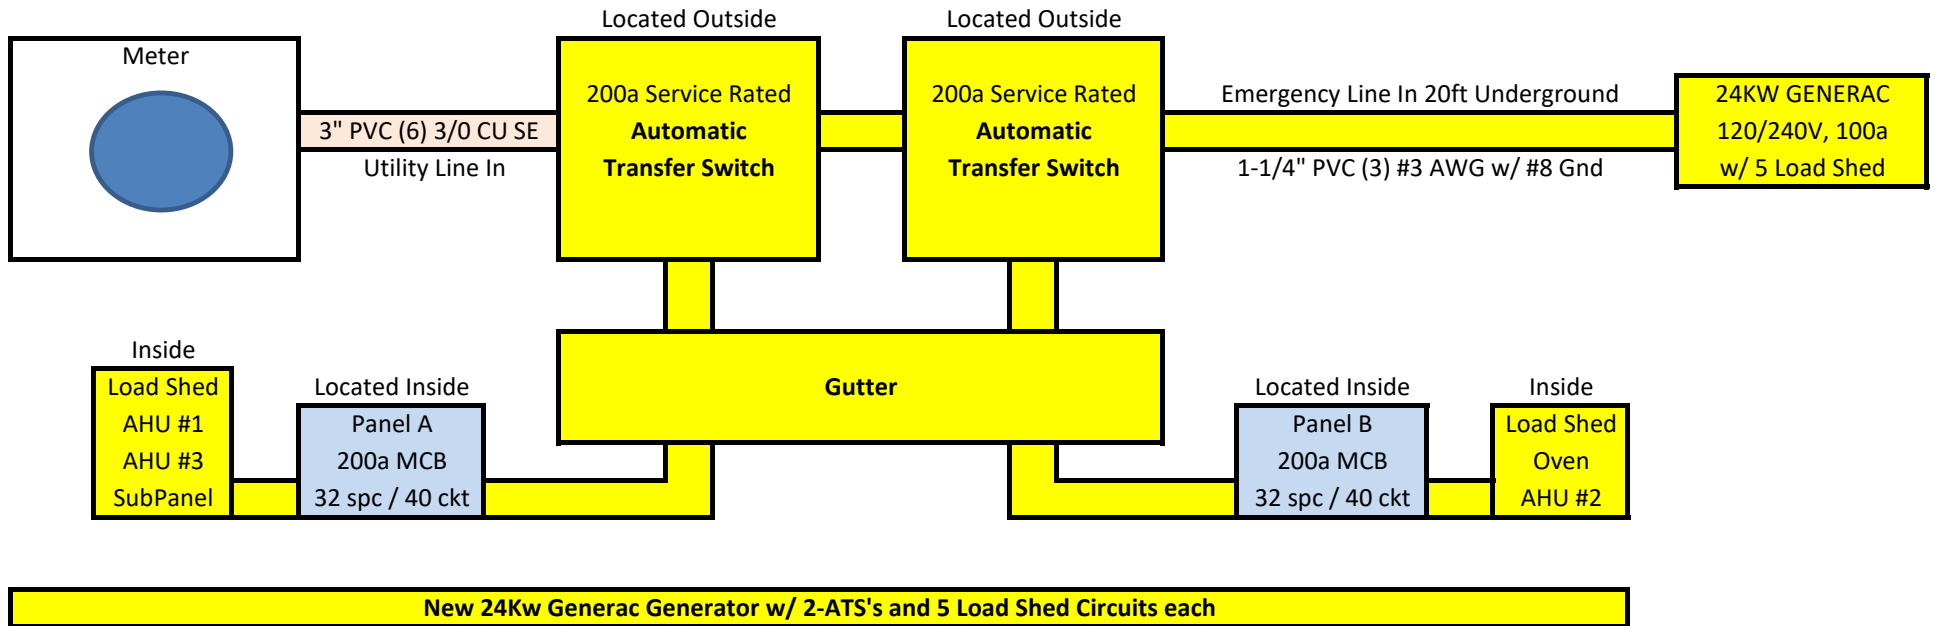 Located Outside
Located Outside
Meter
200a Service Rated
Automatic
Transfer Switch
200a Service Rated
Automatic
Transfer Switch
3" PVC (6) 3/0 CU SE
Utility Line In
Emergency Line In 20ft Underground
1-1/4" PVC (3) #3 AWG w/ #8 Gnd
24KW GENERAC
120/240V, 100a
w/ 5 Load Shed
Gutter
Inside
Load Shed
AHU #1
AHU #3
SubPanel
Located Inside
Panel A
200a MCB
32 spc / 40 ckt
Located Inside
Panel B
200a MCB
32 spc / 40 ckt
Inside
Load Shed
Oven
AHU #2
New 24Kw Generac Generator w/ 2-ATS's and 5 Load Shed Circuits each